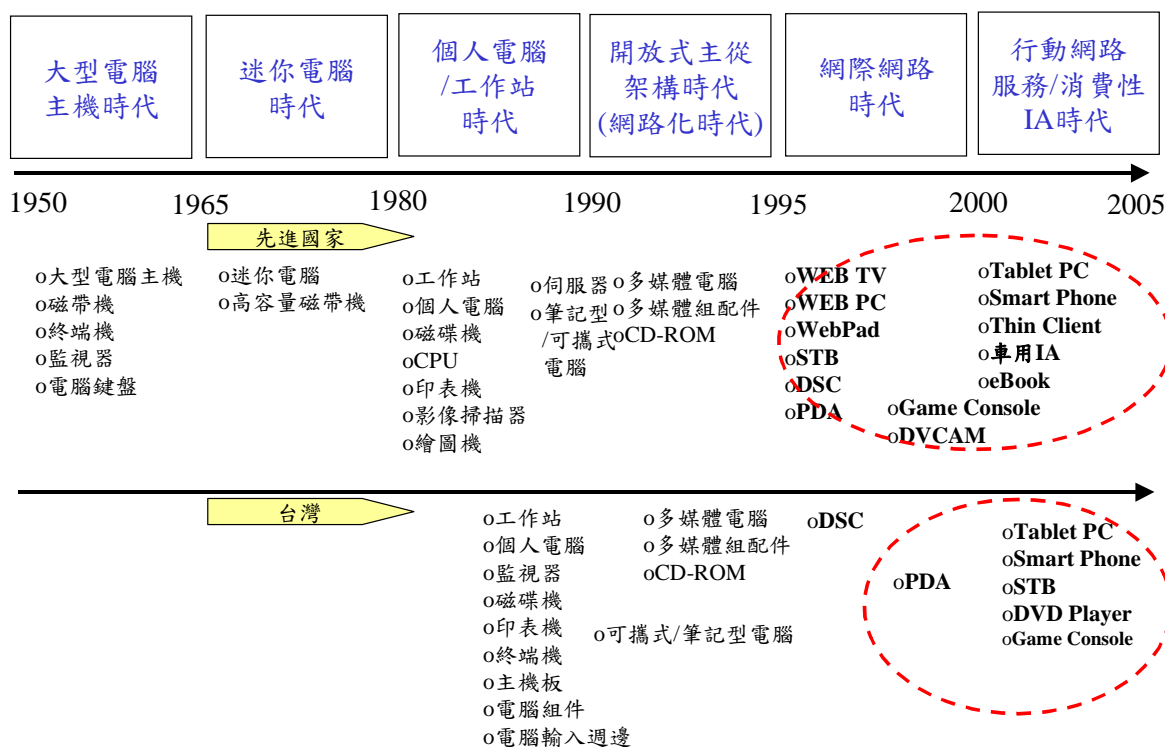 大型電腦
主機時代
迷你電腦
時代
個人電腦
/工作站
時代
開放式主從
架構時代
(網路化時代)
網際網路
時代
行動網路
服務/消費性
IA時代
1950
1965
1980
1990
1995
2000
2005
先進國家
o大型電腦主機
o磁帶機
o終端機
o監視器
o電腦鍵盤
o迷你電腦
o高容量磁帶機
o工作站
o個人電腦
o磁碟機
oCPU
o印表機
o影像掃描器
o繪圖機
o伺服器
o筆記型
/可攜式
電腦
o多媒體電腦
o多媒體組配件
oCD-ROM
oWEB TV
oWEB PC
oWebPad
oSTB
oDSC
oPDA
oGame Console
oDVCAM
oTablet PC
oSmart Phone
oThin Client
o車用IA
oeBook
台灣
o工作站
o個人電腦
o監視器
o磁碟機
o印表機
o終端機
o主機板
o電腦組件
o電腦輸入週邊
o多媒體電腦
o多媒體組配件
oCD-ROM
o可攜式/筆記型電腦
oDSC
oPDA
oTablet PC
oSmart Phone
oSTB
oDVD Player
oGame Console